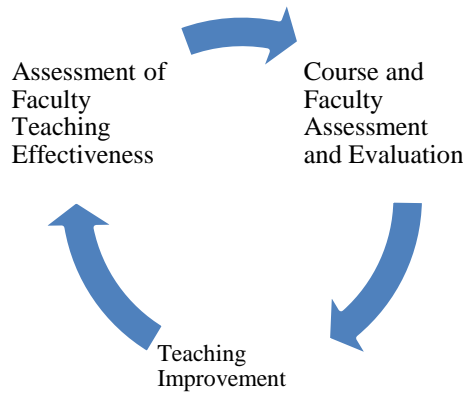 Assessment of
Faculty
Teaching
Effectiveness
Course and
Faculty
Assessment
and Evaluation
Teaching
Improvement